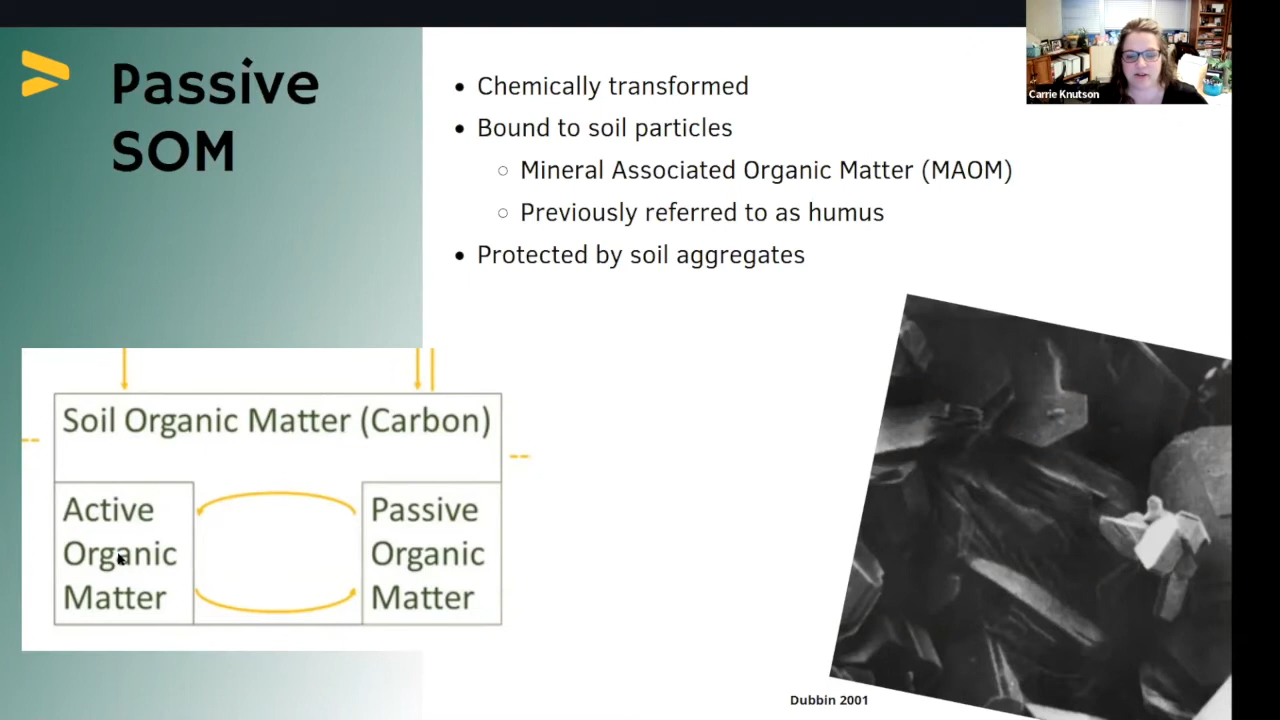 Passive
SOM
Chemically transformed
Bound to soil particles
Mineral Associated Organic Matter (MAOM)
Previously referred to as humus
Protected by soil aggregates
Carrie Knutson
Soil Organic Matter (Carbon)
Active
Organic
Matter
Passive
Organic
Matter
Dubbin 2001